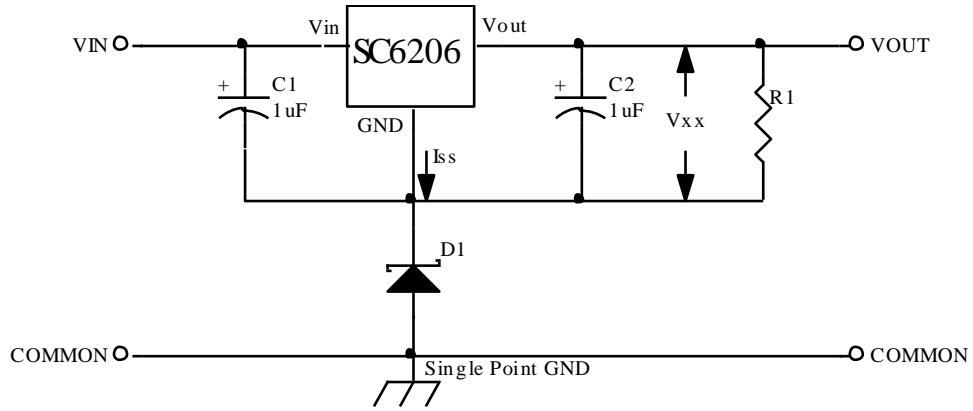 Vin
Vout
VIN
SC6206
VOUT
+
C1
1uF
+
C2
1uF
Vxx
R1
GND
Iss
D1
COMMON
COMMON
Single Point GND